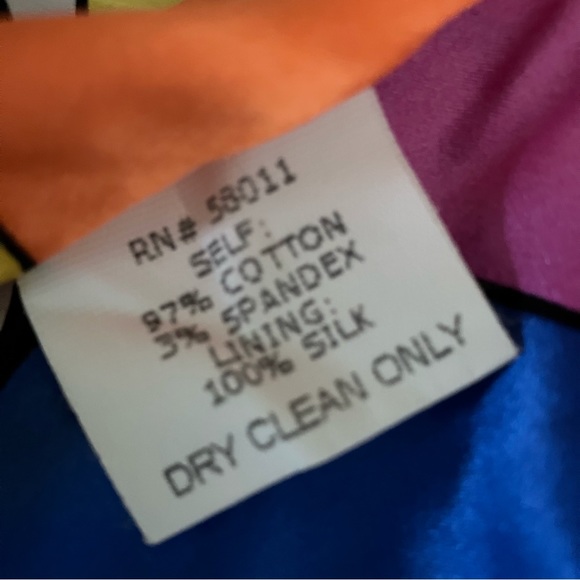 RN# 58011
SELF:
97% COTTON
3% SPANDEX
LINING:
100% SILK
DRY CLEAN ONLY